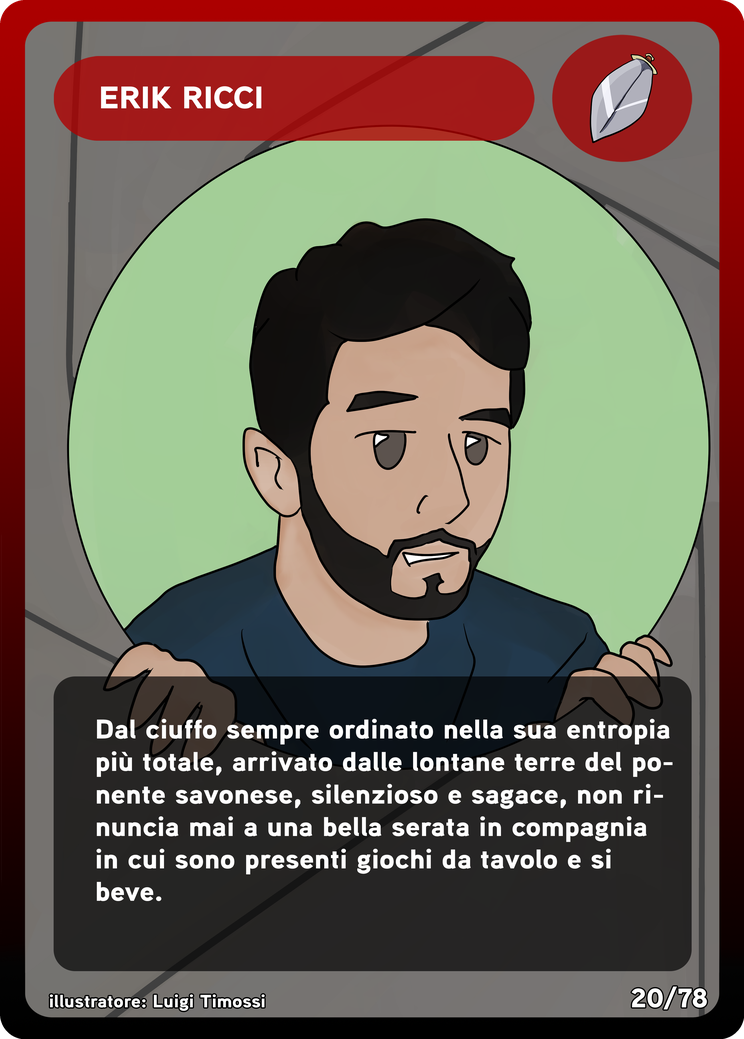 ERIK RICCI
Dal ciuffo sempre ordinato nella sua entropia
più totale, arrivato dalle lontane terre del po-
nente savonese, silenzioso e sagace, non ri-
nuncia mai a una bella serata in compagnia
in cui sono presenti giochi da tavolo e si
beve.
illustratore: Luigi Timossi
20/78